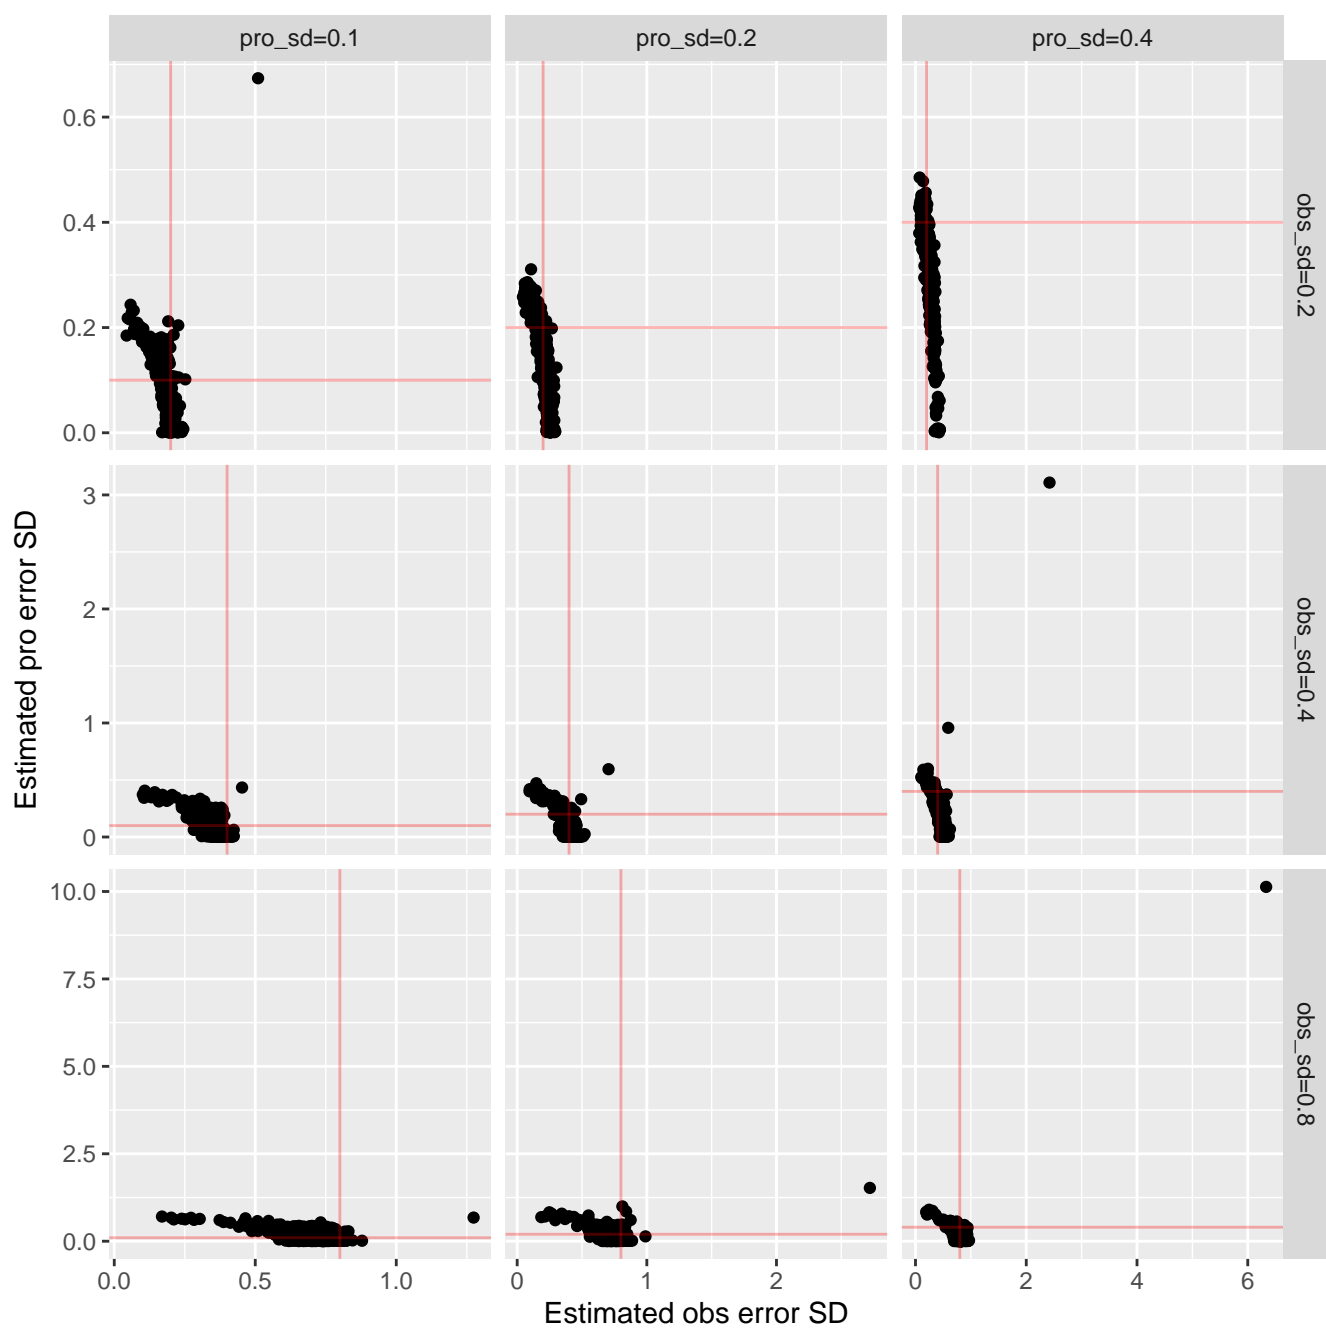 pro_sd=0.1
pro_sd=0.2
pro_sd=0.4
obs_sd=0.2
obs_sd=0.4
obs_sd=0.8
Estimated pro error SD
0.6
0.4
0.2
0.0
3
2
1
0
10.0
7.5
5.0
2.5
0.0
0.0 0.5 1.0
0 1 2
0 2 4 6
Estimated obs error SD